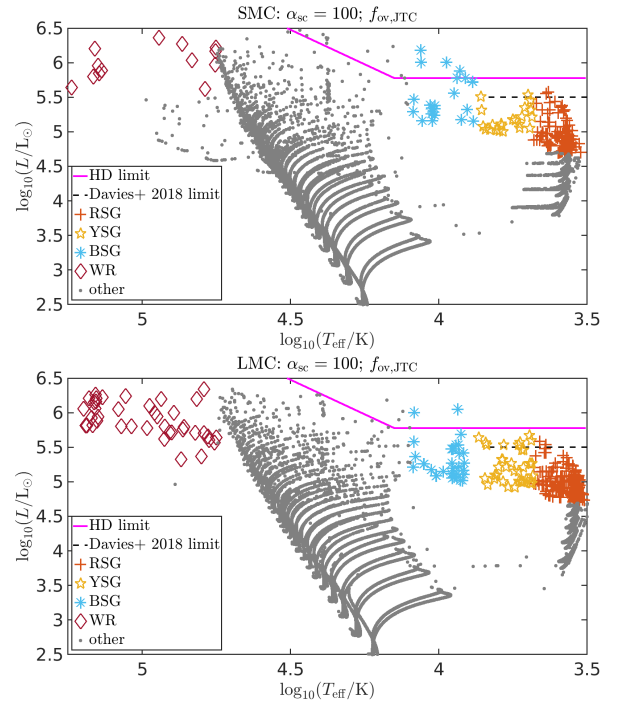 SMC: α_sc = 100; f_ov,JTC
6.5
6
5.5
5
4.5
4
3.5
3
2.5
log₁₀(L/L⊙)
HD limit
Davies+ 2018 limit
RSG
YSG
BSG
WR
other
5 4.5 4 3.5
log₁₀(T_eff/K)
LMC: α_sc = 100; f_ov,JTC
6.5
6
5.5
5
4.5
4
3.5
3
2.5
log₁₀(L/L⊙)
HD limit
Davies+ 2018 limit
RSG
YSG
BSG
WR
other
5 4.5 4 3.5
log₁₀(T_eff/K)